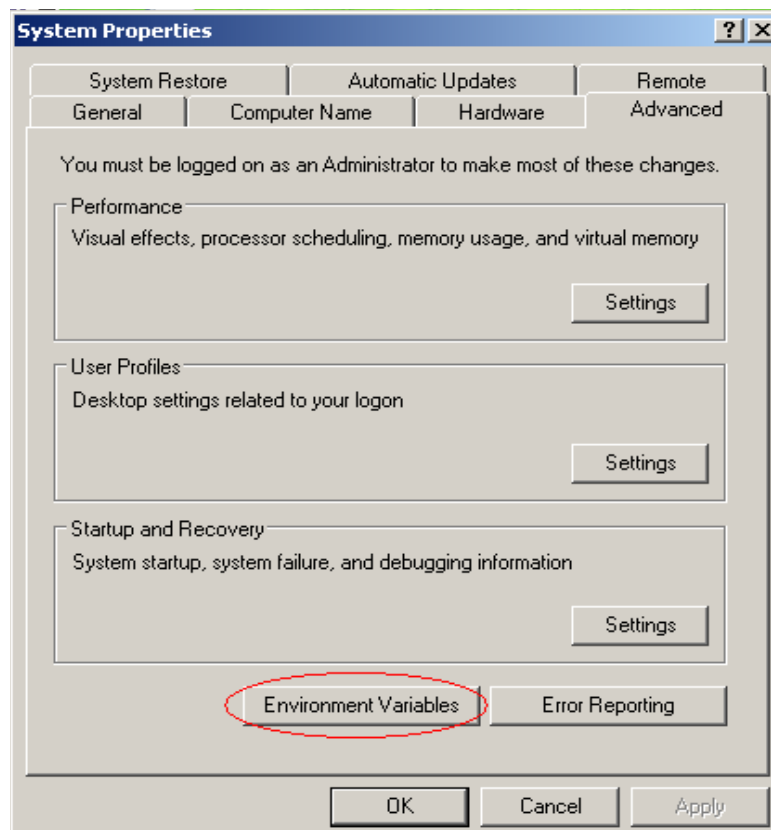 System Properties
System Restore Automatic Updates Remote
General Computer Name Hardware Advanced
You must be logged on as an Administrator to make most of these changes.
Performance
Visual effects, processor scheduling, memory usage, and virtual memory
Settings
User Profiles
Desktop settings related to your logon
Settings
Startup and Recovery
System startup, system failure, and debugging information
Settings
Environment Variables Error Reporting
OK Cancel Apply